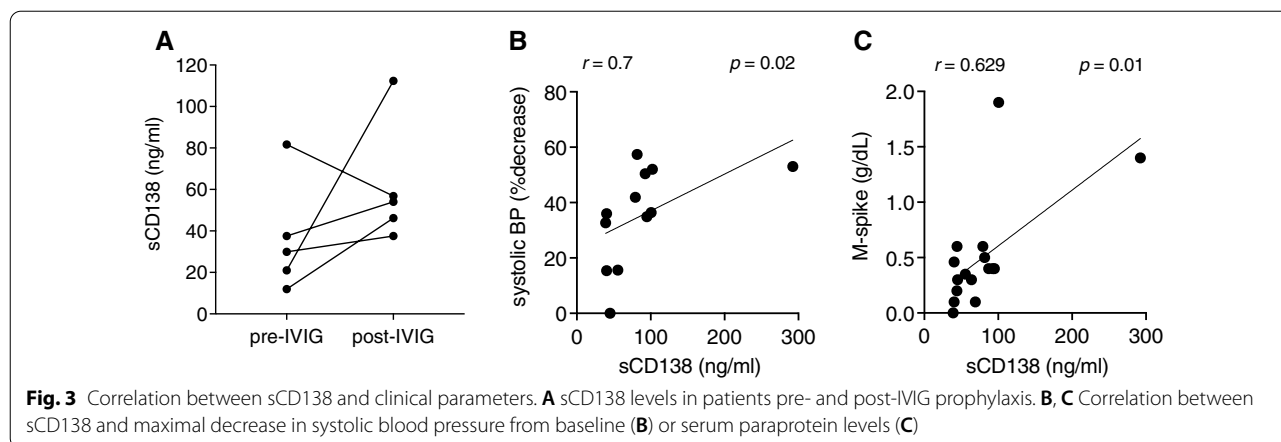 A
120
100
80
60
40
20
0
sCD138 (ng/ml)
pre-IVIG post-IVIG
B
r = 0.7 p = 0.02
80
60
40
20
0
systolic BP (%decrease)
0 100 200 300
sCD138 (ng/ml)
C
r = 0.629 p = 0.01
2.0
1.5
1.0
0.5
0.0
M-spike (g/dL)
0 100 200 300
sCD138 (ng/ml)
Fig. 3 Correlation between sCD138 and clinical parameters. A sCD138 levels in patients pre- and post-IVIG prophylaxis. B, C Correlation between
sCD138 and maximal decrease in systolic blood pressure from baseline (B) or serum paraprotein levels (C)